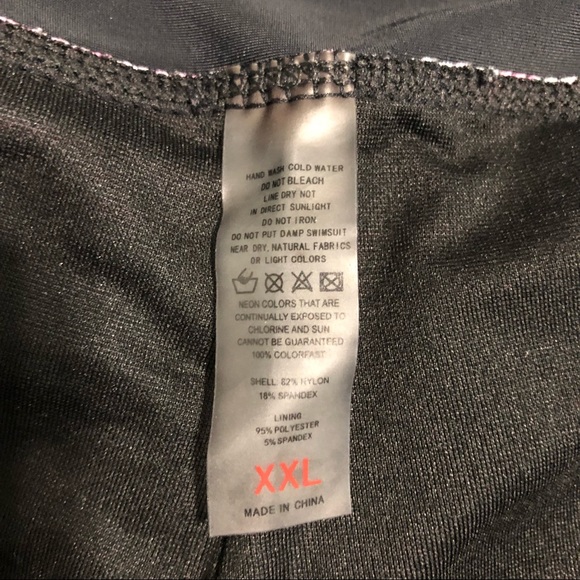 HAND WASH COLD WATER
DO NOT BLEACH
LINE DRY NOT
IN DIRECT SUNLIGHT
DO NOT IRON
DO NOT PUT DAMP SWIMSUIT
NEAR DRY, NATURAL FABRICS
OR LIGHT COLORS
NEON COLORS THAT ARE
CONTINUALLY EXPOSED TO
CHLORINE AND SUN
CANNOT BE GUARANTEED
100% COLORFAST
SHELL 82% NYLON
18% SPANDEX
LINING
95% POLYESTER
5% SPANDEX
XXL
MADE IN CHINA